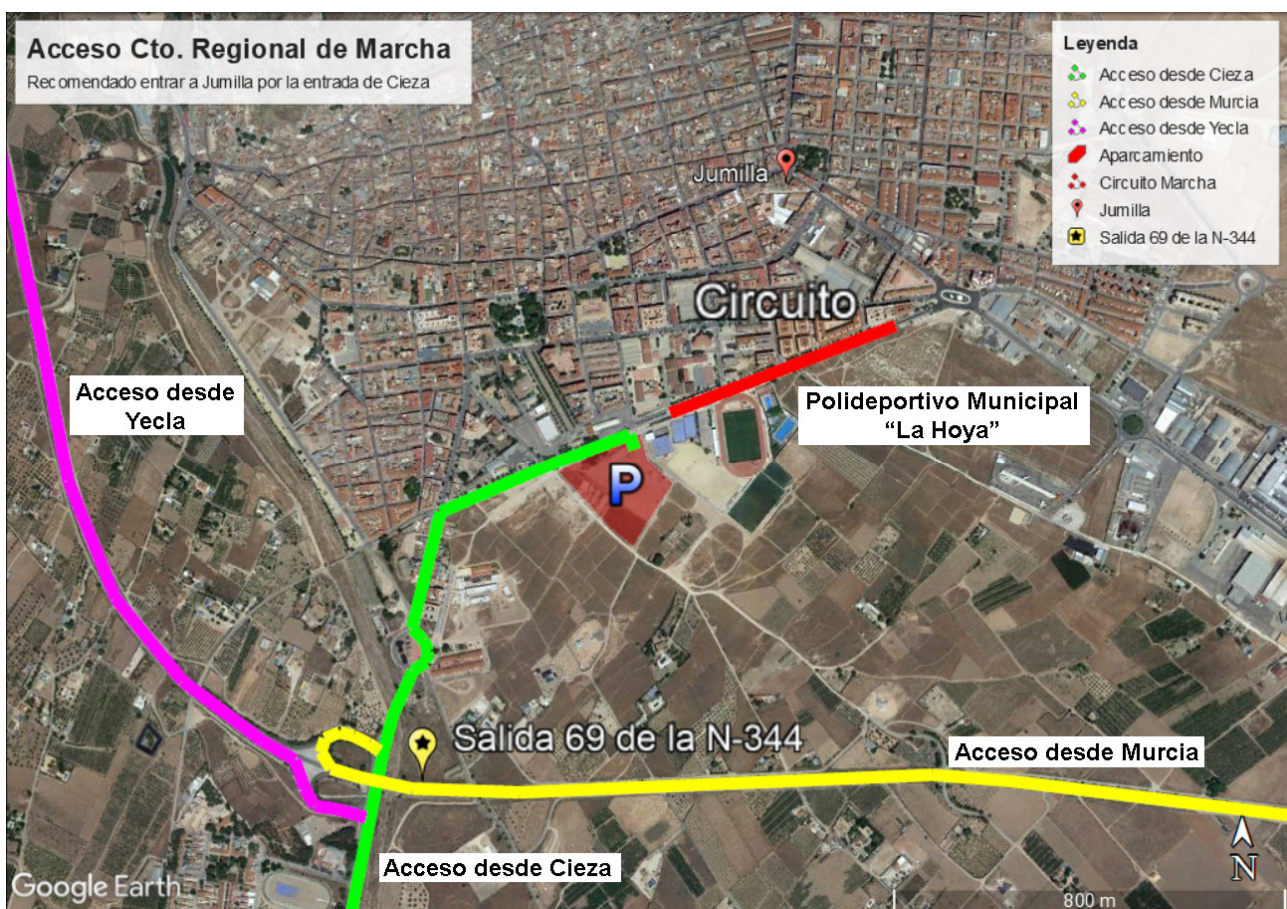 Acceso Cto. Regional de Marcha
Recomendado entrar a Jumilla por la entrada de Cieza
Leyenda
Acceso desde Cieza
Acceso desde Murcia
Acceso desde Yecla
Aparcamiento
Circuito Marcha
Jumilla
Salida 69 de la N-344
Jumilla
Circuito
Acceso desde
Yecla
Polideportivo Municipal
“La Hoya”
P
Salida 69 de la N-344
Acceso desde Murcia
Acceso desde Cieza
N
Google Earth
800 m